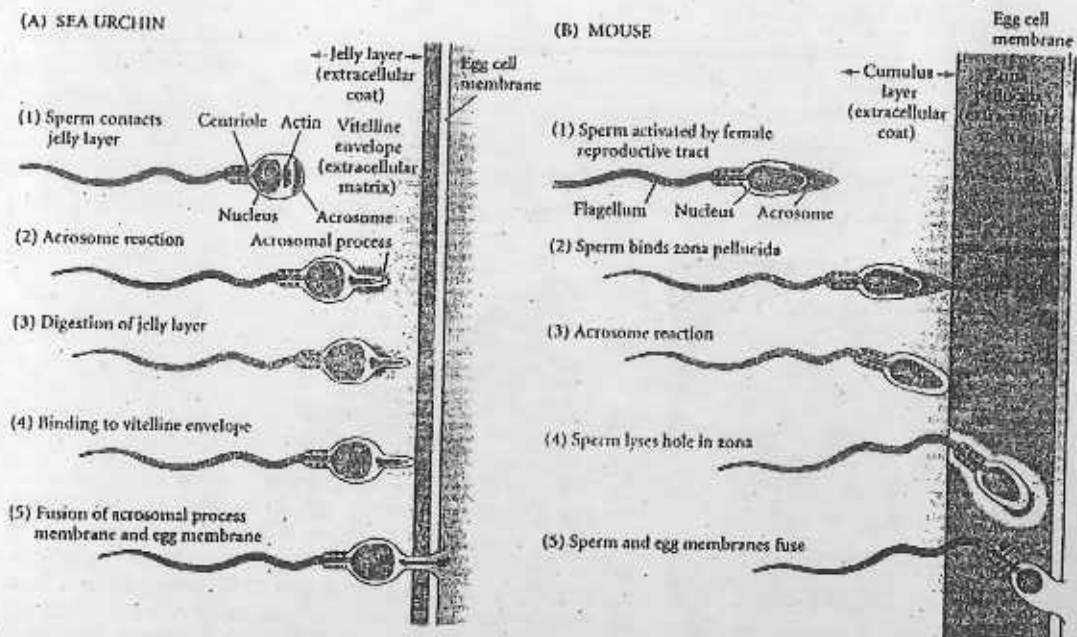 (A) SEA URCHIN
Jelly layer
(extracellular
coat)
Egg cell
membrane
(1) Sperm contacts
jelly layer
Centriole
Actin
Vitelline
envelope
(extracellular
matrix)
Nucleus
Acrosome
(2) Acrosome reaction
Acrosomal process
(3) Digestion of jelly layer
(4) Binding to vitelline envelope
(5) Fusion of acrosomal process
membrane and egg membrane
(B) MOUSE
Egg cell
membrane
Cumulus
layer
(extracellular
coat)
Zona
pellucida
(extracellular
(1) Sperm activated by female
reproductive tract
Flagellum
Nucleus
Acrosome
(2) Sperm binds zona pellucida
(3) Acrosome reaction
(4) Sperm lyses hole in zona
(5) Sperm and egg membranes fuse